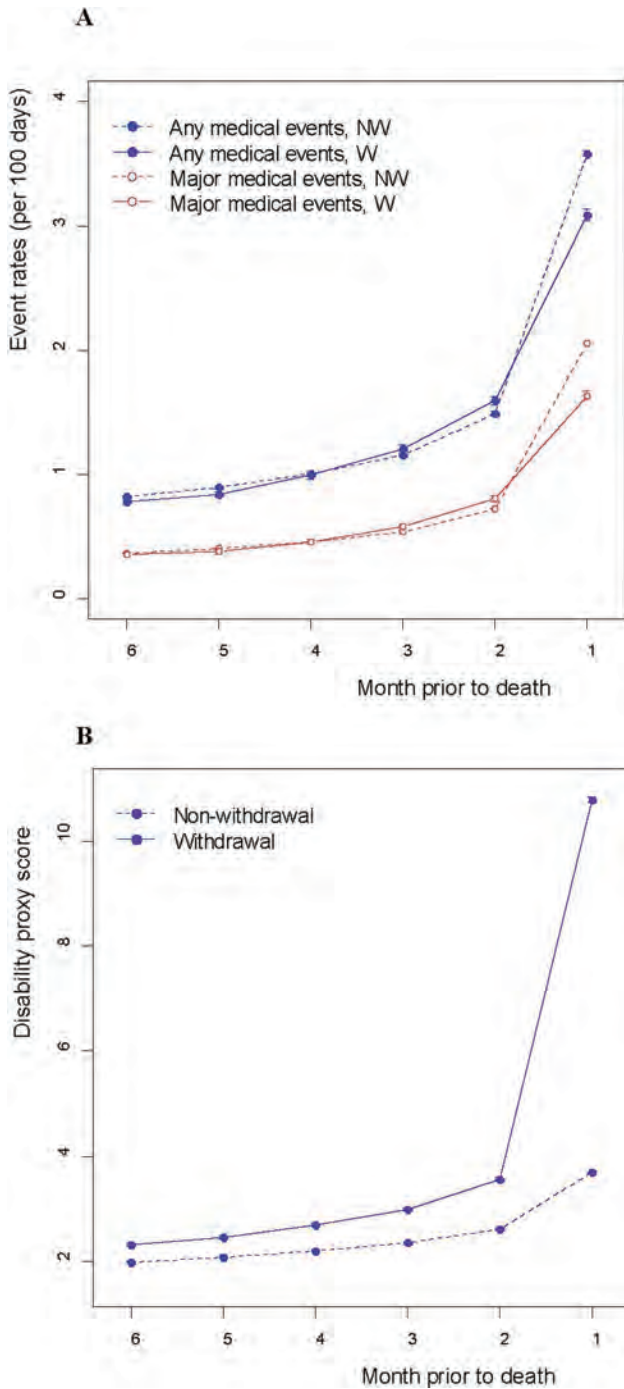 A
Event rates (per 100 days)
4
3
2
1
0
Any medical events, NW
Any medical events, W
Major medical events, NW
Major medical events, W
6 5 4 3 2 1
Month prior to death
B
Disability proxy score
10
8
6
4
2
Non-withdrawal
Withdrawal
6 5 4 3 2 1
Month prior to death